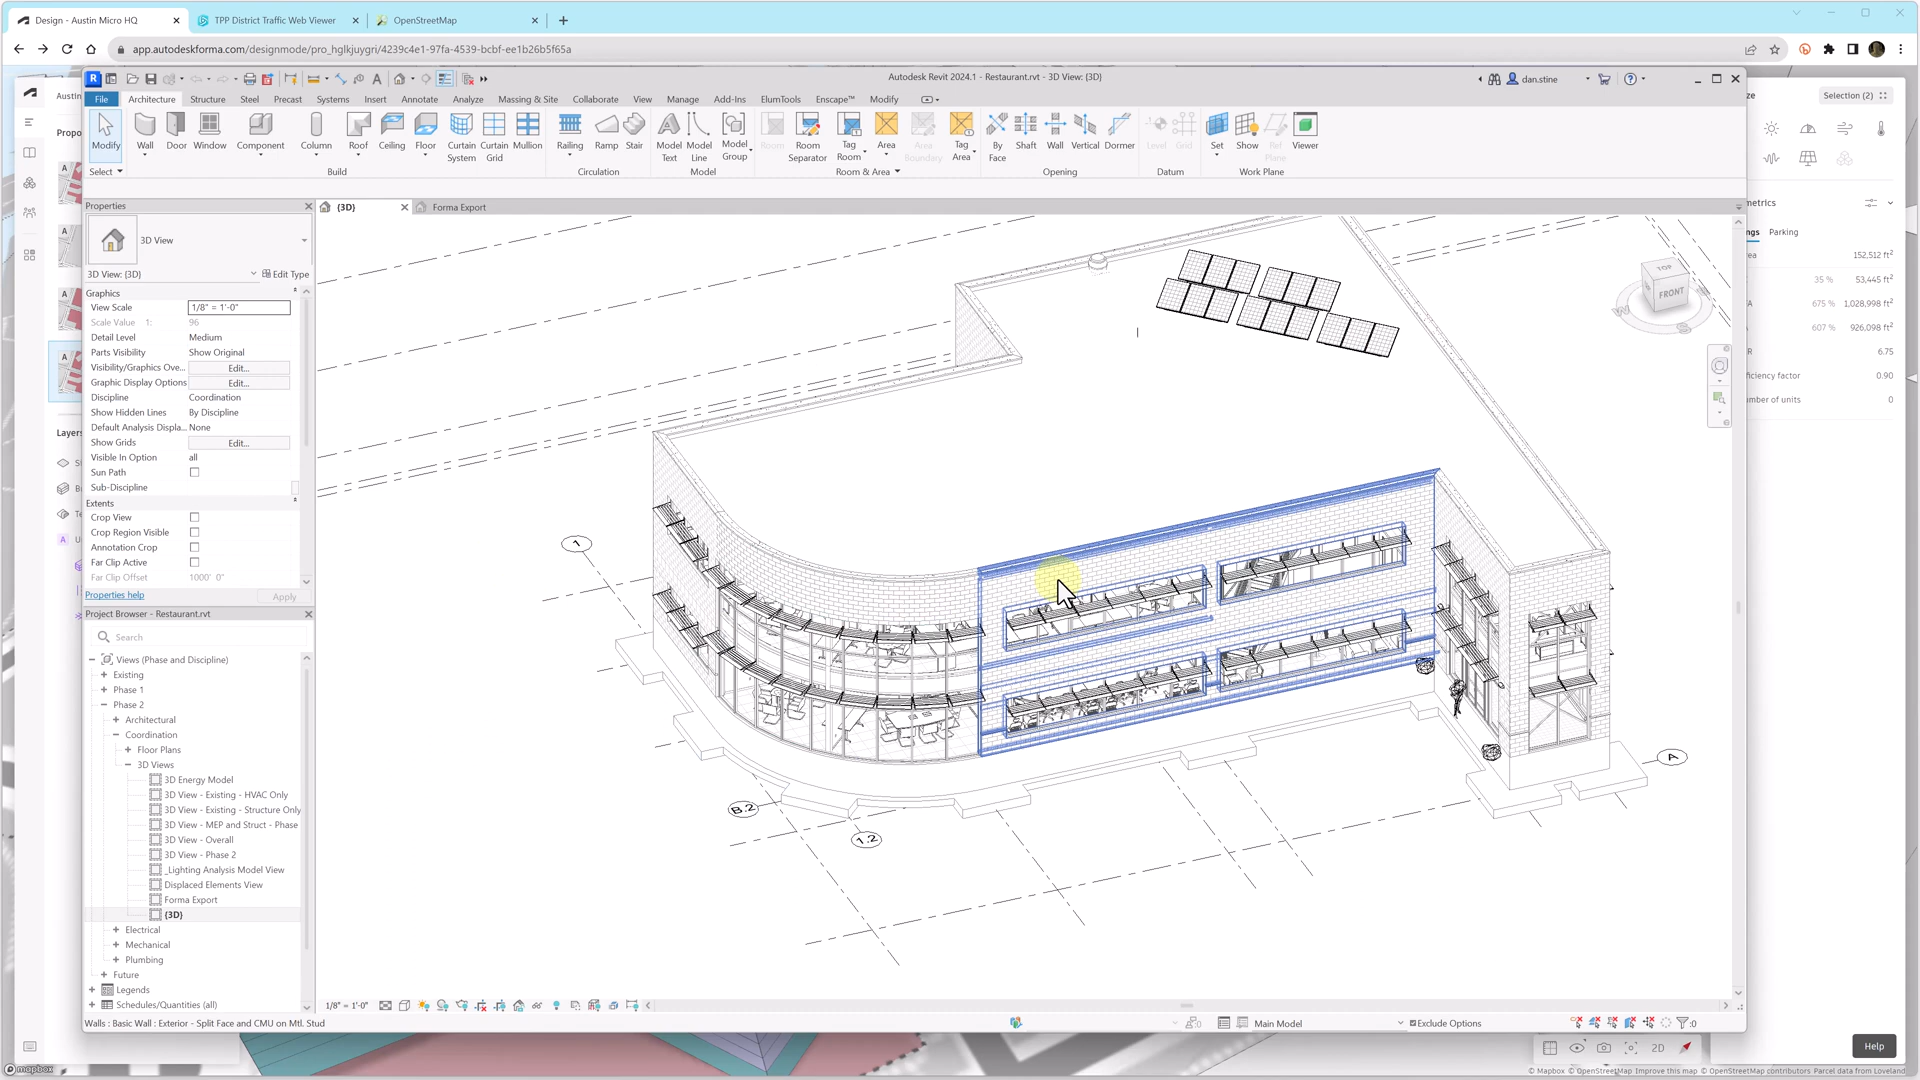 Design - Austin Micro HQ
TPP District Traffic Web Viewer
OpenStreetMap
app.autodeskforma.com/designmode/pro_hglkjuygri/4239c4e1-97fa-4539-bcbf-ee1b26b5f65a
Autodesk Revit 2024.1 - Restaurant.rvt - 3D View: {3D}
dan.stine
File Architecture Structure Steel Precast Systems Insert Annotate Analyze Massing & Site Collaborate View Manage Add-Ins ElumTools Enscape™ Modify
Modify Wall Door Window Component Column Roof Ceiling Floor Curtain System Curtain Grid Mullion Railing Ramp Stair Model Text Model Line Model Group Room Room Separator Tag Room Area Area Boundary Tag Area By Face Shaft Wall Vertical Dormer Level Grid Set Show Ref Plane Viewer
Select Build Circulation Model Room & Area Opening Datum Work Plane
Austin
Propo
Layers
Selection (2)
Parking
152,512 ft²
35 % 53,445 ft²
675 % 1,028,998 ft²
607 % 926,098 ft²
6.75
0.90
0
Properties
{3D}
Forma Export
3D View
3D View: {3D}
Edit Type
Graphics
View Scale 1/8" = 1'-0"
Scale Value 1: 96
Detail Level Medium
Parts Visibility Show Original
Visibility/Graphics Ove... Edit...
Graphic Display Options Edit...
Discipline Coordination
Show Hidden Lines By Discipline
Default Analysis Displa... None
Show Grids Edit...
Visible In Option all
Sun Path
Sub-Discipline
Extents
Crop View
Crop Region Visible
Annotation Crop
Far Clip Active
Far Clip Offset 1000' 0"
Properties help Apply
Project Browser - Restaurant.rvt
Search
Views (Phase and Discipline)
Existing
Phase 1
Phase 2
Architectural
Coordination
Floor Plans
3D Views
3D Energy Model
3D View - Existing - HVAC Only
3D View - Existing - Structure Only
3D View - MEP and Struct - Phase
3D View - Overall
3D View - Phase 2
_Lighting Analysis Model View
Displaced Elements View
Forma Export
{3D}
Electrical
Mechanical
Plumbing
Future
Legends
Schedules/Quantities (all)
TOP
FRONT
W
S
1
B.2
1.2
A
1/8" = 1'-0"
Walls : Basic Wall : Exterior - Split Face and CMU on Mtl. Stud
:0
Main Model
Exclude Options
:0
2D
Help
mapbox
© Mapbox © OpenStreetMap Improve this map © OpenStreetMap contributors Parcel data from Loveland